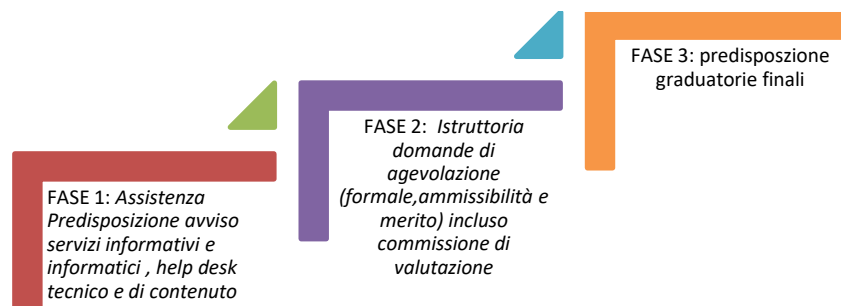 FASE 1: Assistenza
Predisposizione avviso
servizi informativi e
informatici , help desk
tecnico e di contenuto
FASE 2:  Istruttoria
domande di
agevolazione
(formale,ammissibilità e
merito) incluso
commissione di
valutazione
FASE 3: predisposzione
graduatorie finali